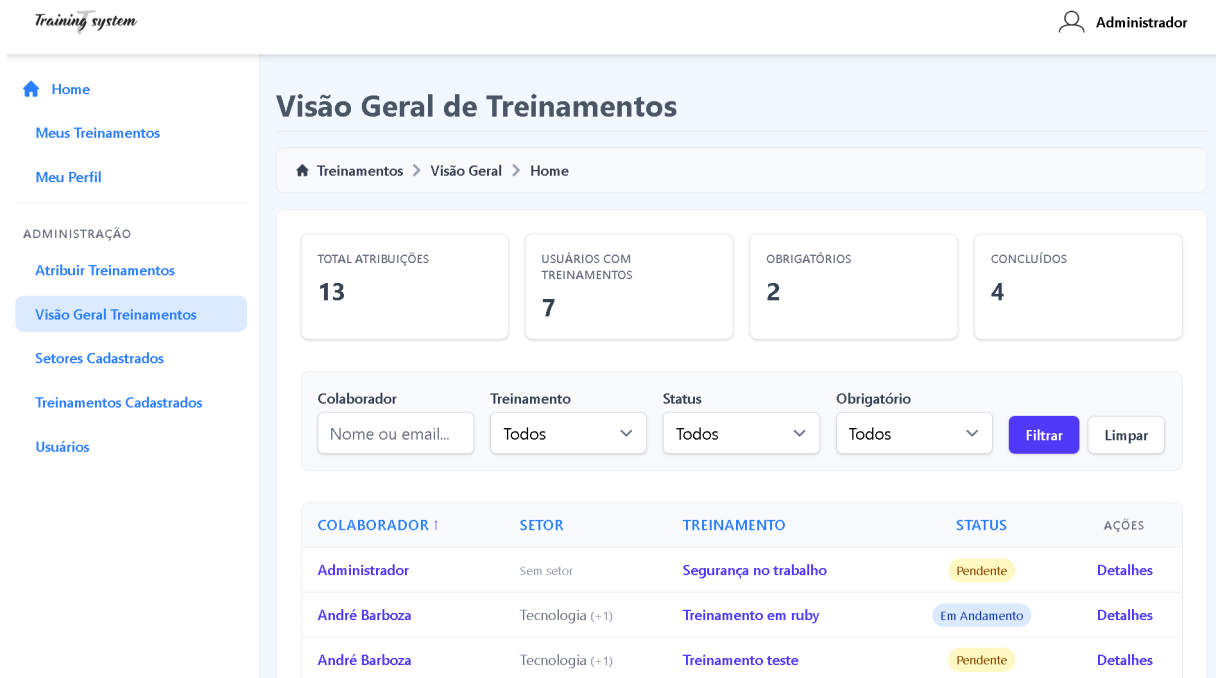 Training system
Administrador
Home
Meus Treinamentos
Meu Perfil
ADMINISTRAÇÃO
Atribuir Treinamentos
Visão Geral Treinamentos
Setores Cadastrados
Treinamentos Cadastrados
Usuários
Visão Geral de Treinamentos
Treinamentos > Visão Geral > Home
TOTAL ATRIBUIÇÕES
13
USUÁRIOS COM
TREINAMENTOS
7
OBRIGATÓRIOS
2
CONCLUÍDOS
4
Colaborador
Nome ou email...
Treinamento
Todos
Status
Todos
Obrigatório
Todos
Filtrar
Limpar
COLABORADOR ↑ SETOR TREINAMENTO STATUS AÇÕES
Administrador Sem setor Segurança no trabalho Pendente Detalhes
André Barboza Tecnologia (+1) Treinamento em ruby Em Andamento Detalhes
André Barboza Tecnologia (+1) Treinamento teste Pendente Detalhes